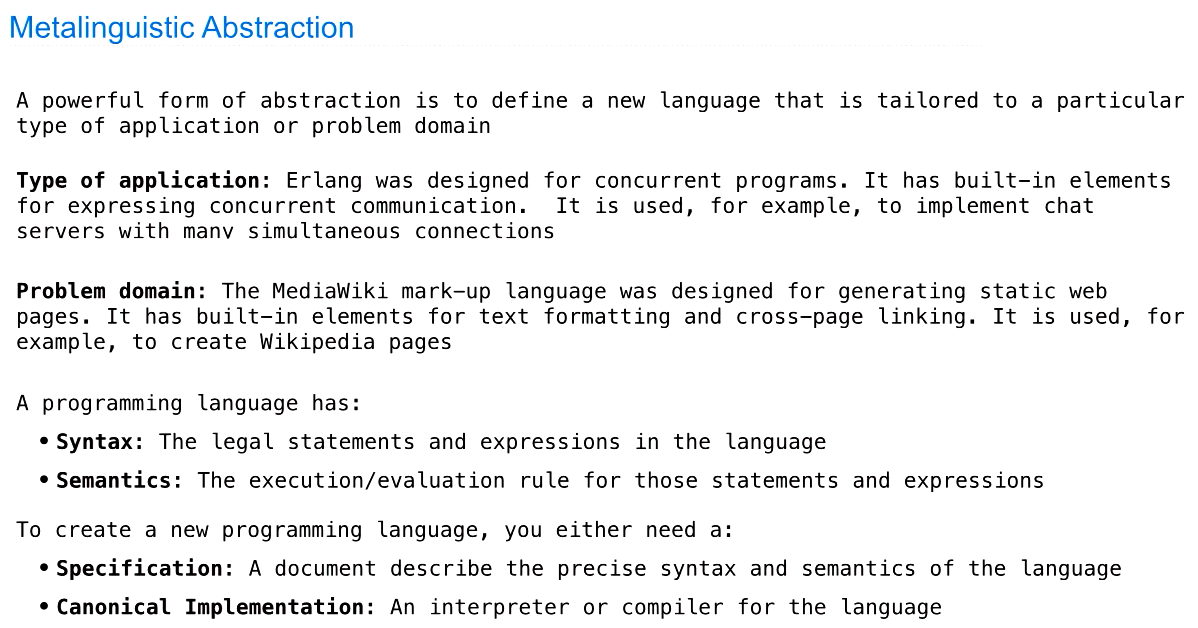 Metalinguistic Abstraction
A powerful form of abstraction is to define a new language that is tailored to a particular
type of application or problem domain
Type of application: Erlang was designed for concurrent programs. It has built-in elements
for expressing concurrent communication.  It is used, for example, to implement chat
servers with many simultaneous connections
Problem domain: The MediaWiki mark-up language was designed for generating static web
pages. It has built-in elements for text formatting and cross-page linking. It is used, for
example, to create Wikipedia pages
A programming language has:
• Syntax: The legal statements and expressions in the language
• Semantics: The execution/evaluation rule for those statements and expressions
To create a new programming language, you either need a:
• Specification: A document describe the precise syntax and semantics of the language
• Canonical Implementation: An interpreter or compiler for the language